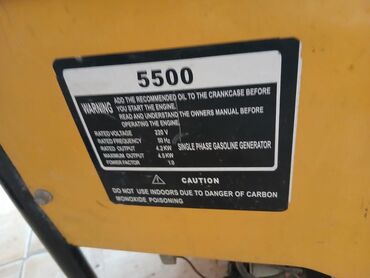 5500
WARNING
ADD THE RECOMMENDED OIL TO THE CRANKCASE BEFORE
YOU START THE ENGINE.
READ AND UNDERSTAND THE OWNERS MANUAL BEFORE
OPERATING THE ENGINE.
RATED VOLTAGE 220 V
RATED FREQUENCY 50 Hz
RATED OUTPUT 4.2 KW SINGLE PHASE GASOLINE GENERATOR
MAXIMUM OUTPUT 4.5 KW
FOWER FACTOR 1.0
CAUTION
DO NOT USE INDOORS DUE TO DANGER OF CARBON
MONOXIDE POISONING